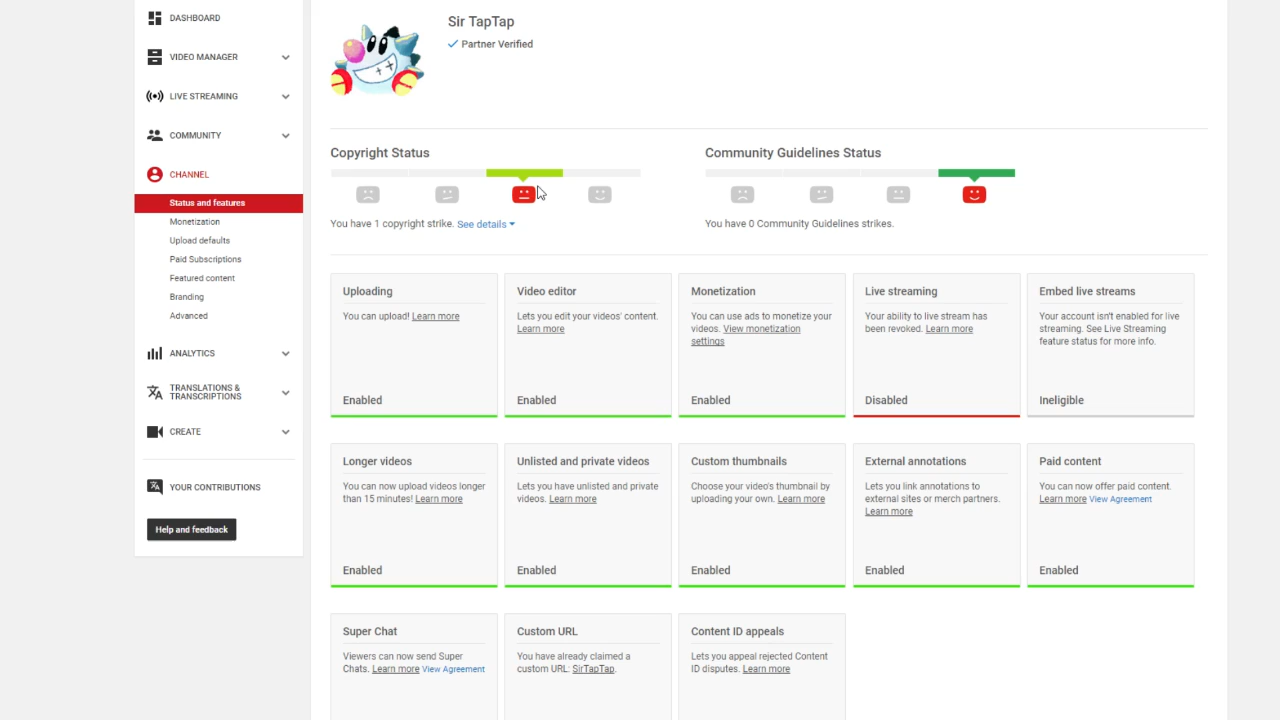 DASHBOARD
VIDEO MANAGER
LIVE STREAMING
COMMUNITY
CHANNEL
Status and features
Monetization
Upload defaults
Paid Subscriptions
Featured content
Branding
Advanced
ANALYTICS
TRANSLATIONS &
TRANSCRIPTIONS
CREATE
YOUR CONTRIBUTIONS
Help and feedback
Sir TapTap
Partner Verified
Copyright Status
You have 1 copyright strike. See details
Community Guidelines Status
You have 0 Community Guidelines strikes.
Uploading
You can upload! Learn more
Enabled
Video editor
Lets you edit your videos' content.
Learn more
Enabled
Monetization
You can use ads to monetize your
videos. View monetization
settings
Enabled
Live streaming
Your ability to live stream has
been revoked. Learn more
Disabled
Embed live streams
Your account isn't enabled for live
streaming. See Live Streaming
feature status for more info.
Ineligible
Longer videos
You can now upload videos longer
than 15 minutes! Learn more
Enabled
Unlisted and private videos
Lets you have unlisted and private
videos. Learn more
Enabled
Custom thumbnails
Choose your video's thumbnail by
uploading your own. Learn more
Enabled
External annotations
Lets you link annotations to
external sites or merch partners.
Learn more
Enabled
Paid content
You can now offer paid content.
Learn more View Agreement
Enabled
Super Chat
Viewers can now send Super
Chats. Learn more View Agreement
Custom URL
You have already claimed a
custom URL: SirTapTap.
Content ID appeals
Lets you appeal rejected Content
ID disputes. Learn more